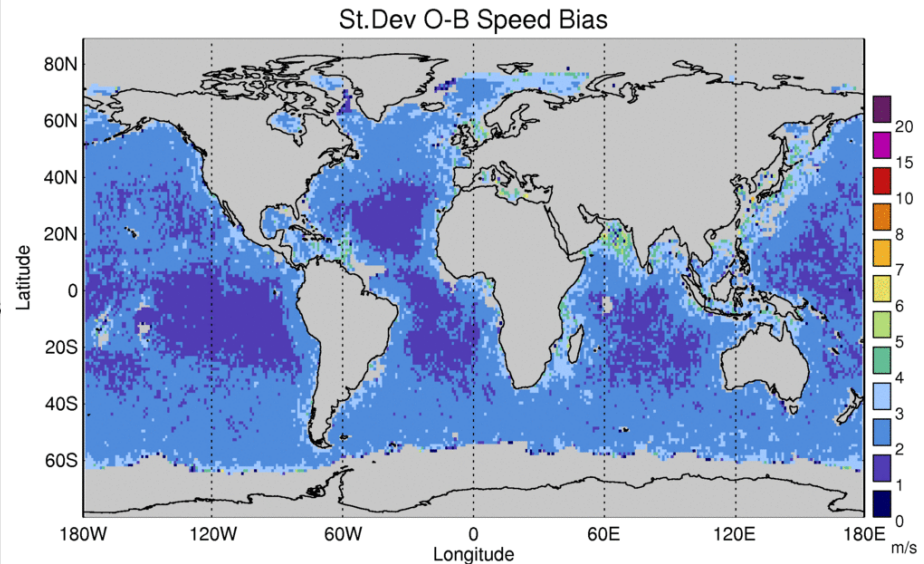 St.Dev O-B Speed Bias
80N
60N
40N
20N
0
20S
40S
60S
Latitude
180W
120W
60W
0
60E
120E
180E
Longitude
20
15
10
8
7
6
5
4
3
2
1
0
m/s